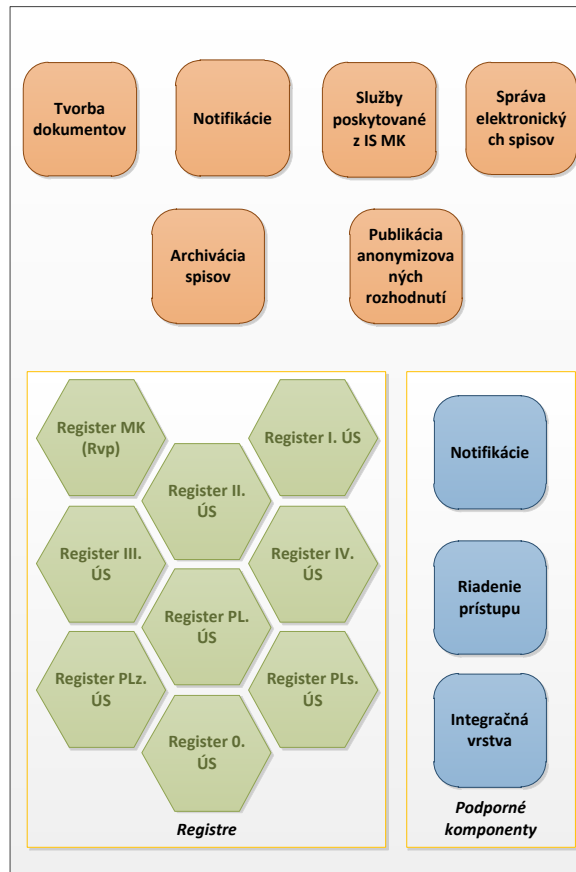 Tvorba
dokumentov
Notifikácie
Služby
poskytované
z IS MK
Správa
elektronický
ch spisov
Archivácia
spisov
Publikácia
anonymizova
ných
rozhodnutí
Register MK
(Rvp)
Register I. ÚS
Register II.
ÚS
Register III.
ÚS
Register IV.
ÚS
Register PL.
ÚS
Register PLz.
ÚS
Register PLs.
ÚS
Register 0.
ÚS
Registre
Notifikácie
Riadenie
prístupu
Integračná
vrstva
Podporné
komponenty